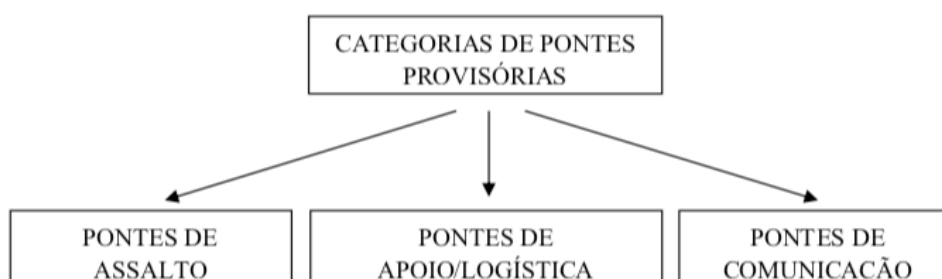 CATEGORIAS DE PONTES
PROVISÓRIAS
PONTES DE
ASSALTO
PONTES DE
APOIO/LOGÍSTICA
PONTES DE
COMUNICAÇÃO